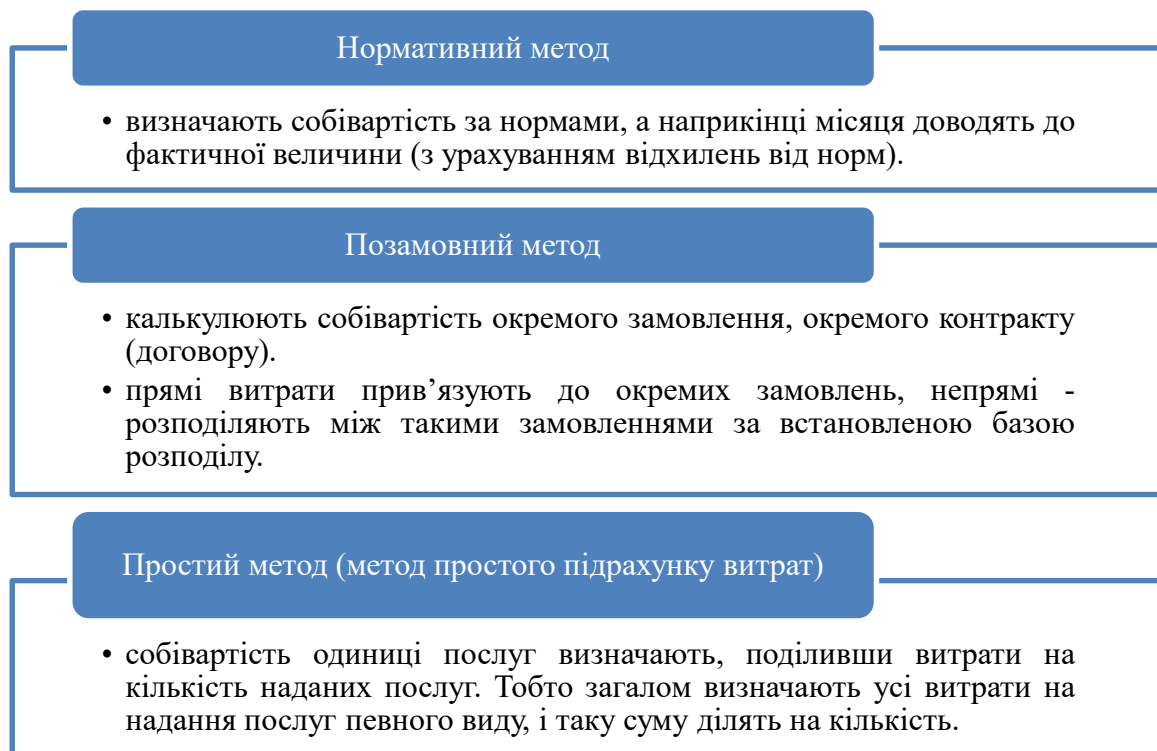 Нормативний метод
• визначають собівартість за нормами, а наприкінці місяця доводять до
фактичної величини (з урахуванням відхилень від норм).
Позамовний метод
• калькулюють собівартість окремого замовлення, окремого контракту
(договору).
• прямі витрати прив’язують до окремих замовлень, непрямі -
розподіляють між такими замовленнями за встановленою базою
розподілу.
Простий метод (метод простого підрахунку витрат)
• собівартість одиниці послуг визначають, поділивши витрати на
кількість наданих послуг. Тобто загалом визначають усі витрати на
надання послуг певного виду, і таку суму ділять на кількість.